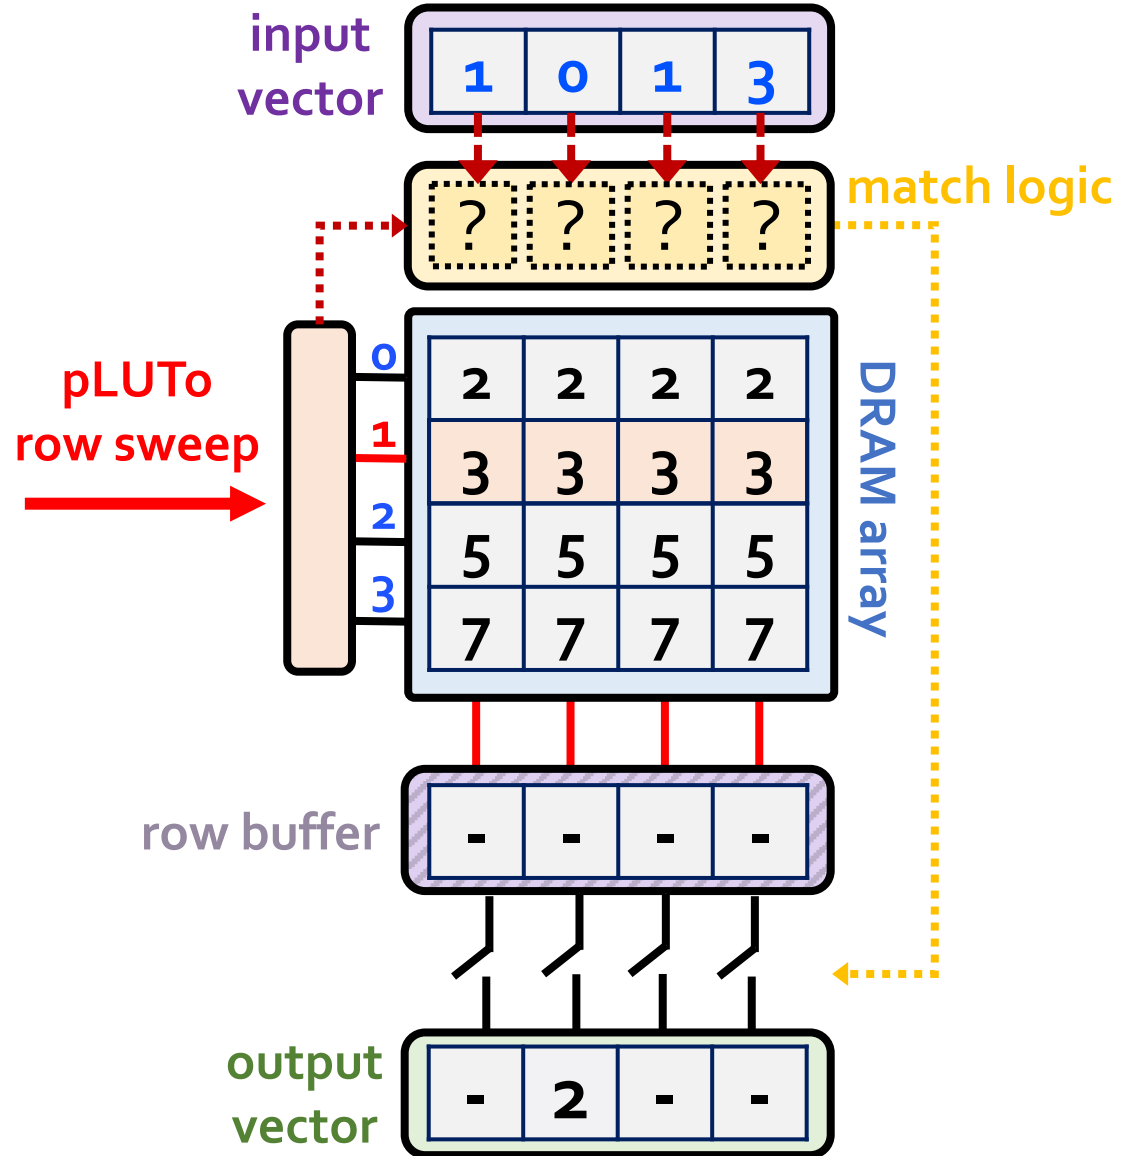 input
vector
1 0 1 3
? ? ? ?
match logic
pLUTo
row sweep
0
1
2
3
2 2 2 2
3 3 3 3
5 5 5 5
7 7 7 7
DRAM array
row buffer
- - - -
output
vector
- 2 - -